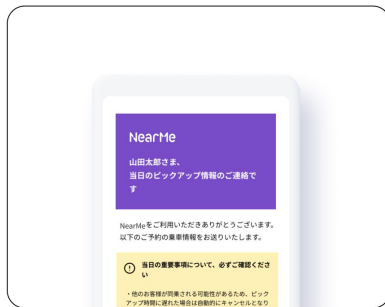 NearMe
山田太郎さま、
当日のピックアップ情報のご連絡で
す
NearMeをご利用いただきありがとうございます。
以下のご予約の乗車情報をお送りいたします。
当日の重要事項について、必ずご確認くださ
い
・他のお客様が同乗される可能性があるため、ピック
アップ時間に遅れた場合は自動的にキャンセルとなり